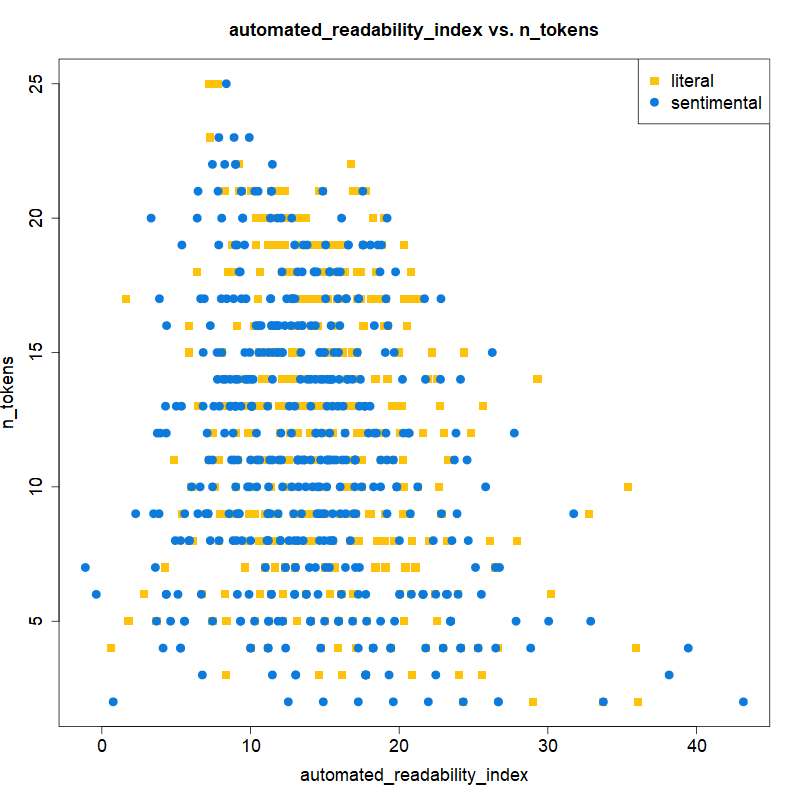 automated_readability_index vs. n_tokens
literal
sentimental
n_tokens
25
20
15
10
5
0 10 20 30 40
automated_readability_index